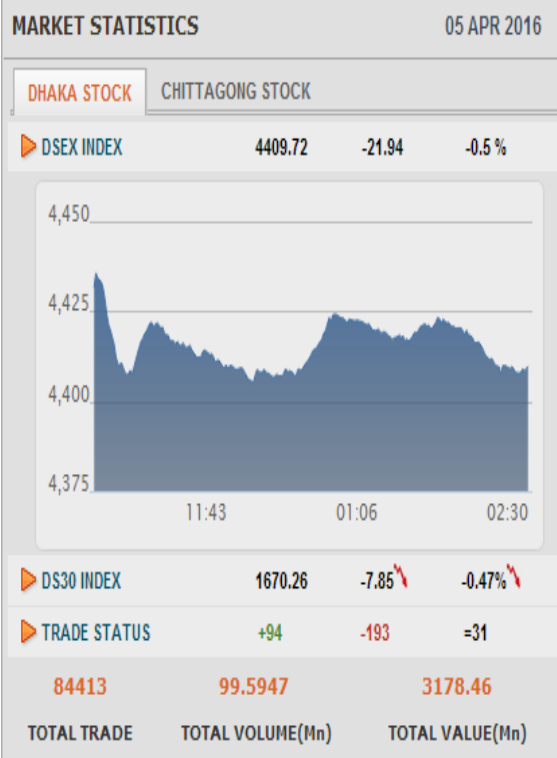 MARKET STATISTICS 05 APR 2016
DHAKA STOCK CHITTAGONG STOCK
DSEX INDEX 4409.72 -21.94 -0.5 %
4,450
4,425
4,400
4,375
11:43 01:06 02:30
DS30 INDEX 1670.26 -7.85 -0.47%
TRADE STATUS +94 -193 =31
84413 99.5947 3178.46
TOTAL TRADE TOTAL VOLUME(Mn) TOTAL VALUE(Mn)